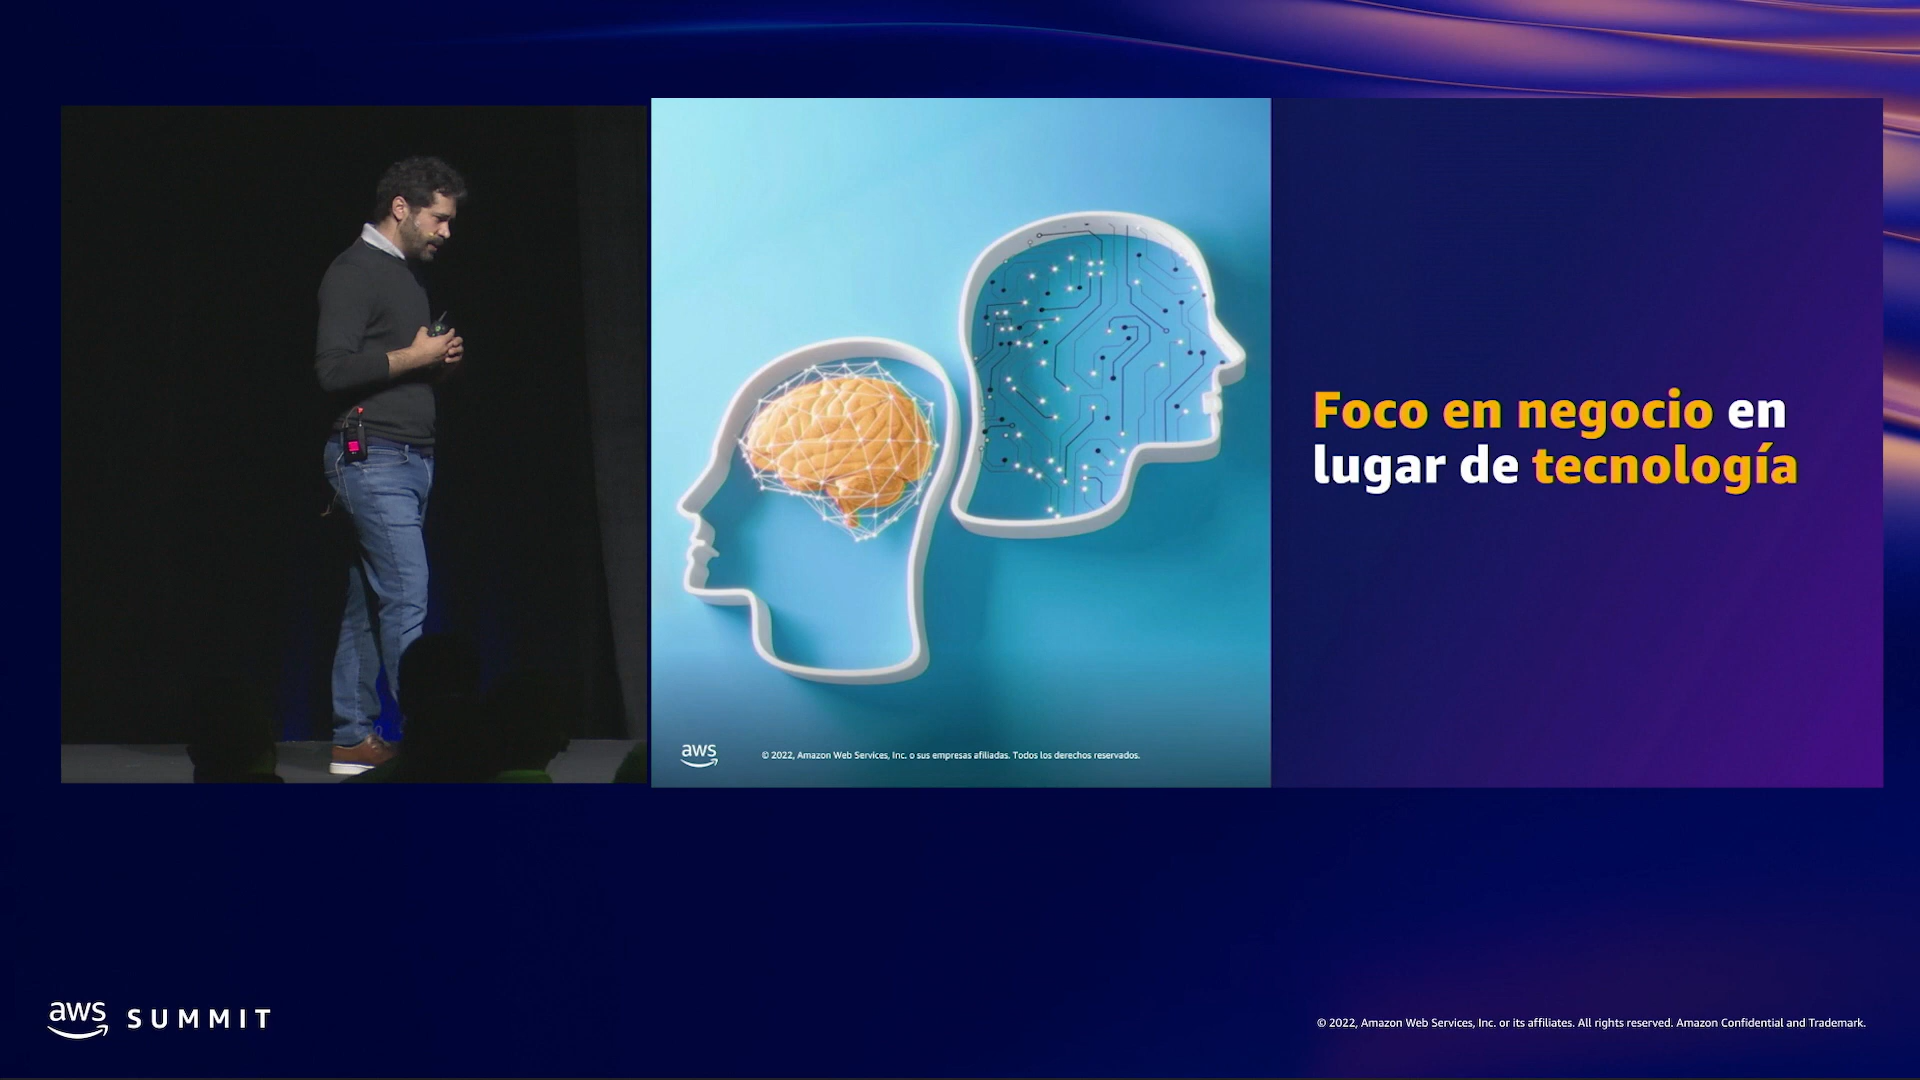 Foco en negocio en
lugar de tecnología
aws
© 2022, Amazon Web Services, Inc. o sus empresas afiliadas. Todos los derechos reservados.
aws SUMMIT
© 2022, Amazon Web Services, Inc. or its affiliates. All rights reserved. Amazon Confidential and Trademark.